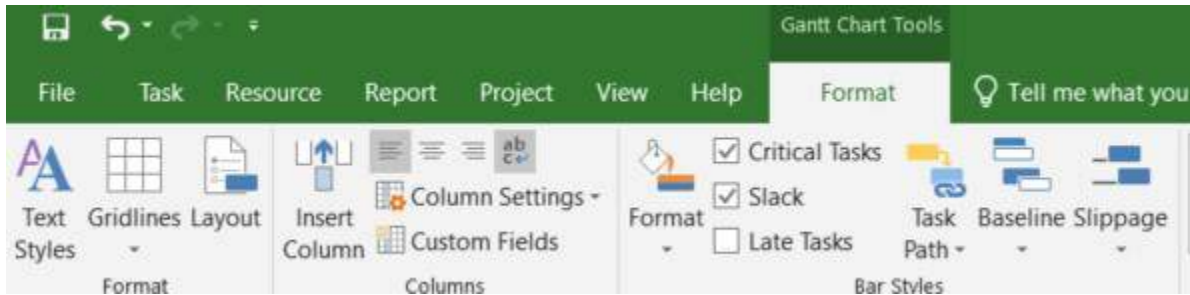 Gantt Chart Tools
File Task Resource Report Project View Help Format Tell me what you
Text Styles
Gridlines
Layout
Insert Column
ab c
Column Settings
Custom Fields
Format
Critical Tasks
Slack
Late Tasks
Task Path
Baseline
Slippage
Format
Columns
Bar Styles